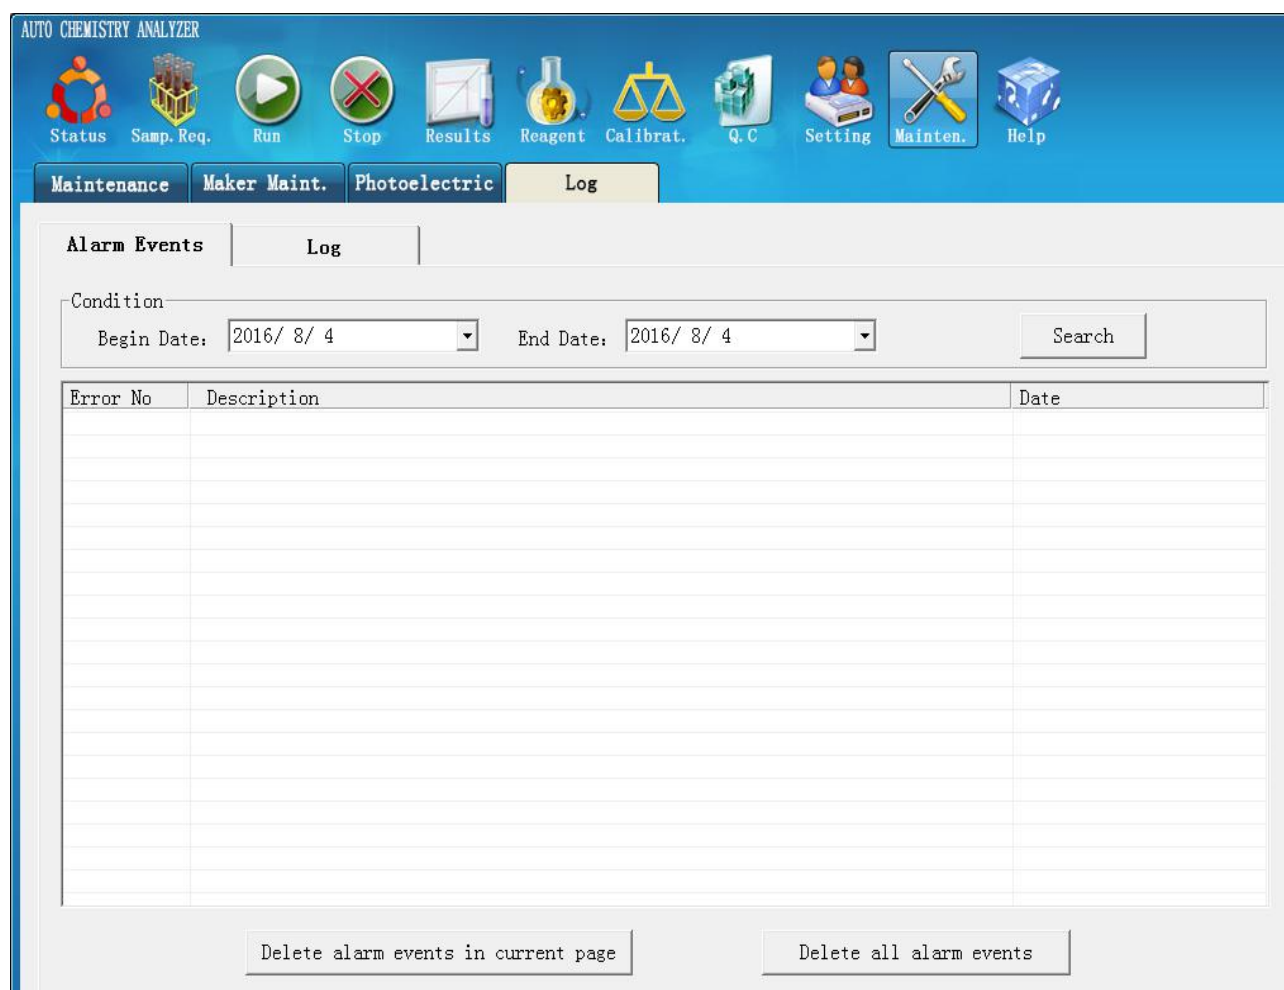 AUTO CHEMISTRY ANALYZER
Status Samp.Req. Run Stop Results Reagent Calibrat. Q.C Setting Mainten. Help
Maintenance Maker Maint. Photoelectric Log
Alarm Events Log
Condition
Begin Date: 2016/ 8/ 4 End Date: 2016/ 8/ 4 Search
Error No Description Date
Delete alarm events in current page Delete all alarm events